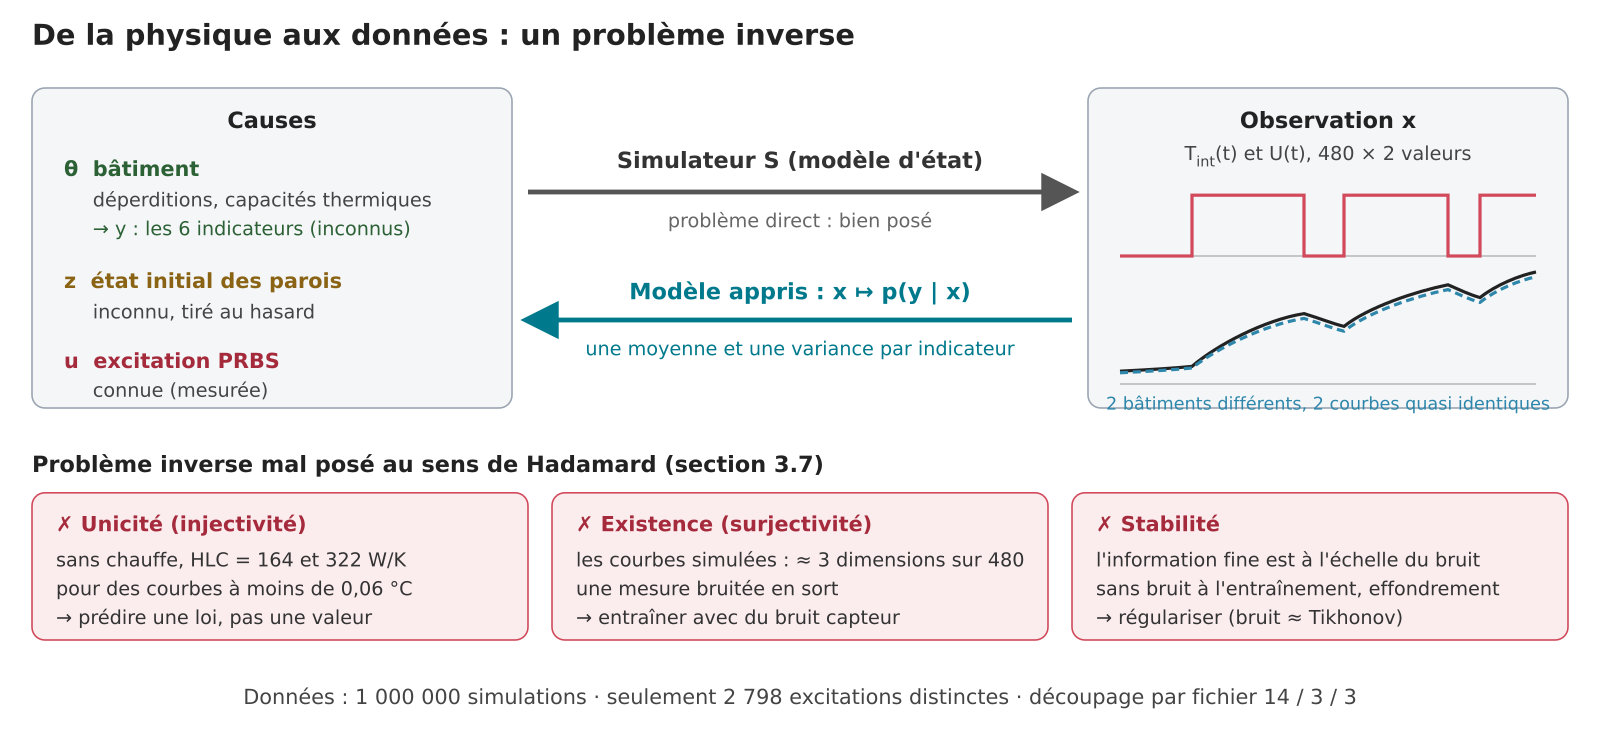 De la physique aux données : un problème inverse
Causes
θ bâtiment
déperditions, capacités thermiques
→ y : les 6 indicateurs (inconnus)
z état initial des parois
inconnu, tiré au hasard
u excitation PRBS
connue (mesurée)
Simulateur S (modèle d'état)
problème direct : bien posé
Modèle appris : x ↦ p(y | x)
une moyenne et une variance par indicateur
Observation x
Tint(t) et U(t), 480 × 2 valeurs
2 bâtiments différents, 2 courbes quasi identiques
Problème inverse mal posé au sens de Hadamard (section 3.7)
✗ Unicité (injectivité)
sans chauffe, HLC = 164 et 322 W/K
pour des courbes à moins de 0,06 °C
→ prédire une loi, pas une valeur
✗ Existence (surjectivité)
les courbes simulées : ≈ 3 dimensions sur 480
une mesure bruitée en sort
→ entraîner avec du bruit capteur
✗ Stabilité
l'information fine est à l'échelle du bruit
sans bruit à l'entraînement, effondrement
→ régulariser (bruit ≈ Tikhonov)
Données : 1 000 000 simulations · seulement 2 798 excitations distinctes · découpage par fichier 14 / 3 / 3